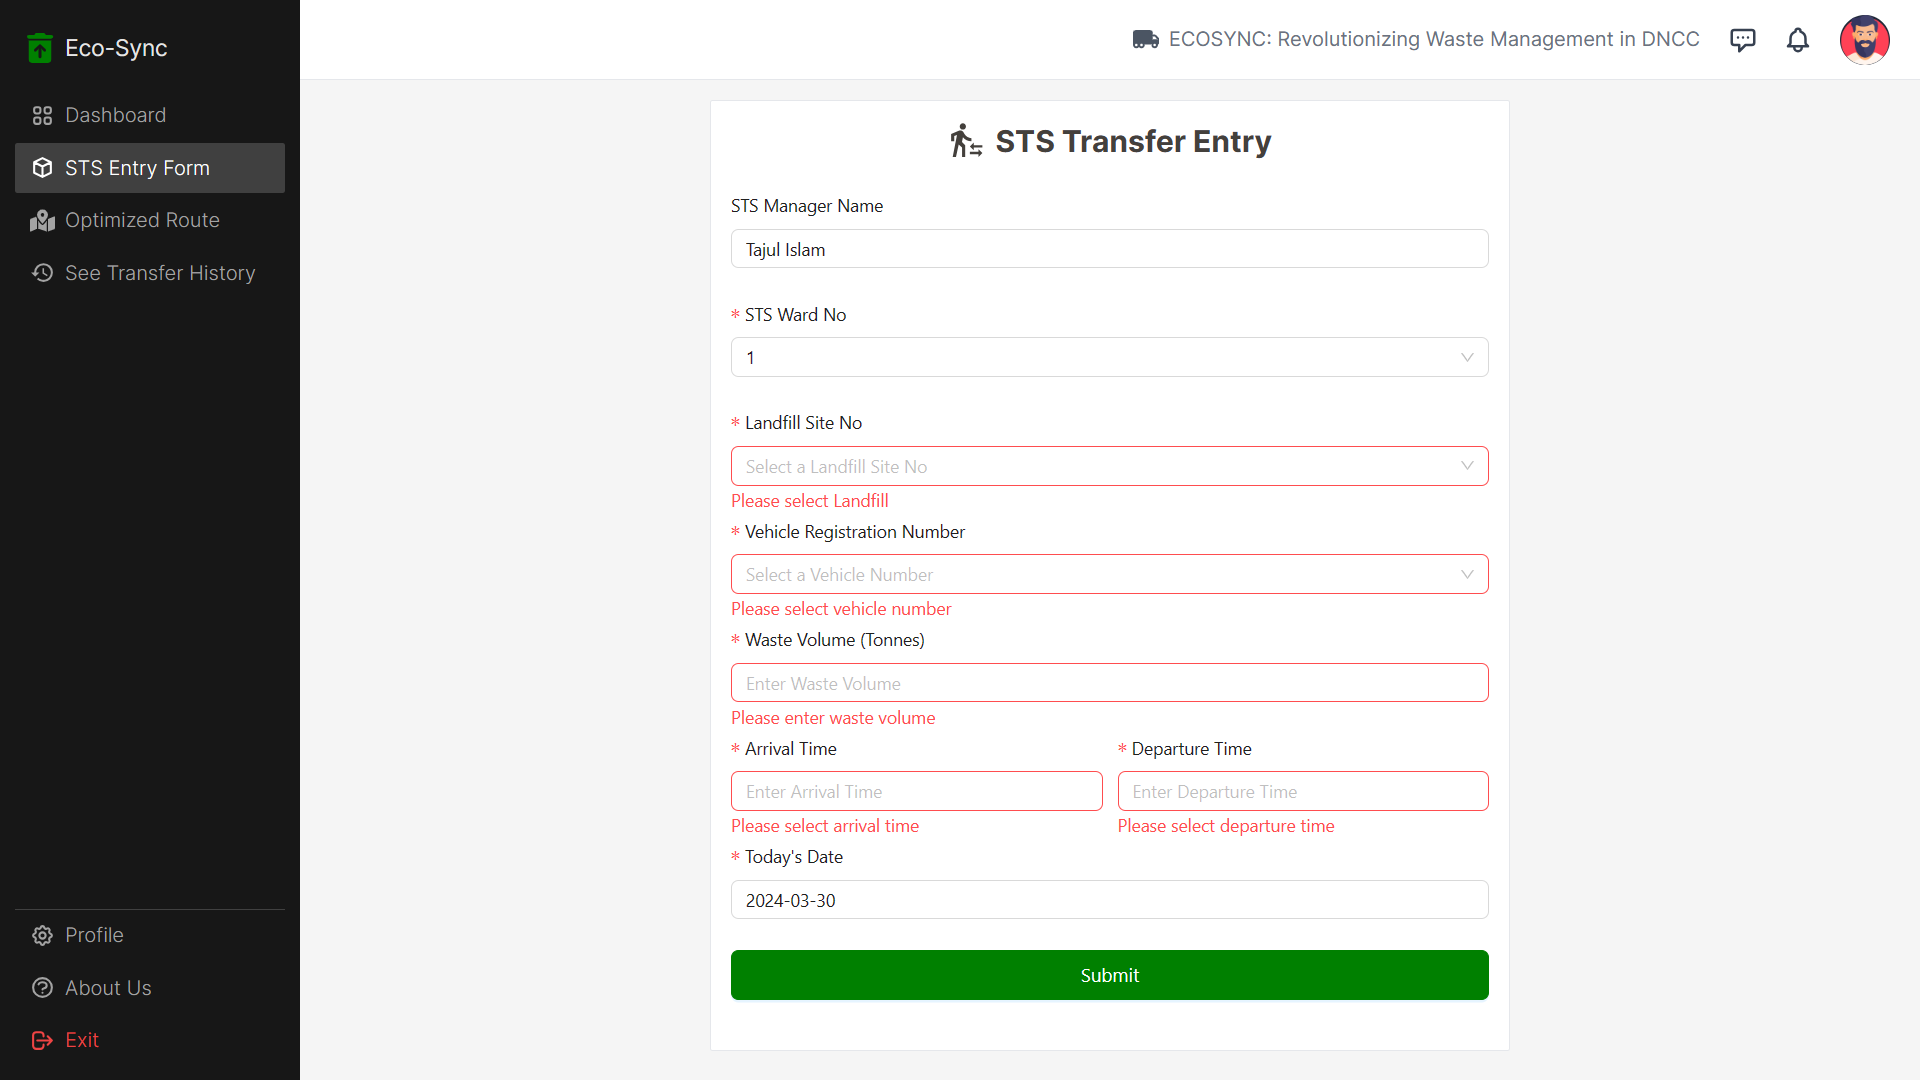 Eco-Sync
Dashboard
STS Entry Form
Optimized Route
See Transfer History
Profile
About Us
Exit
ECOSYNC: Revolutionizing Waste Management in DNCC
STS Transfer Entry
STS Manager Name
Tajul Islam
* STS Ward No
1
* Landfill Site No
Select a Landfill Site No
Please select Landfill
* Vehicle Registration Number
Select a Vehicle Number
Please select vehicle number
* Waste Volume (Tonnes)
Enter Waste Volume
Please enter waste volume
* Arrival Time
Enter Arrival Time
Please select arrival time
* Departure Time
Enter Departure Time
Please select departure time
* Today's Date
2024-03-30
Submit